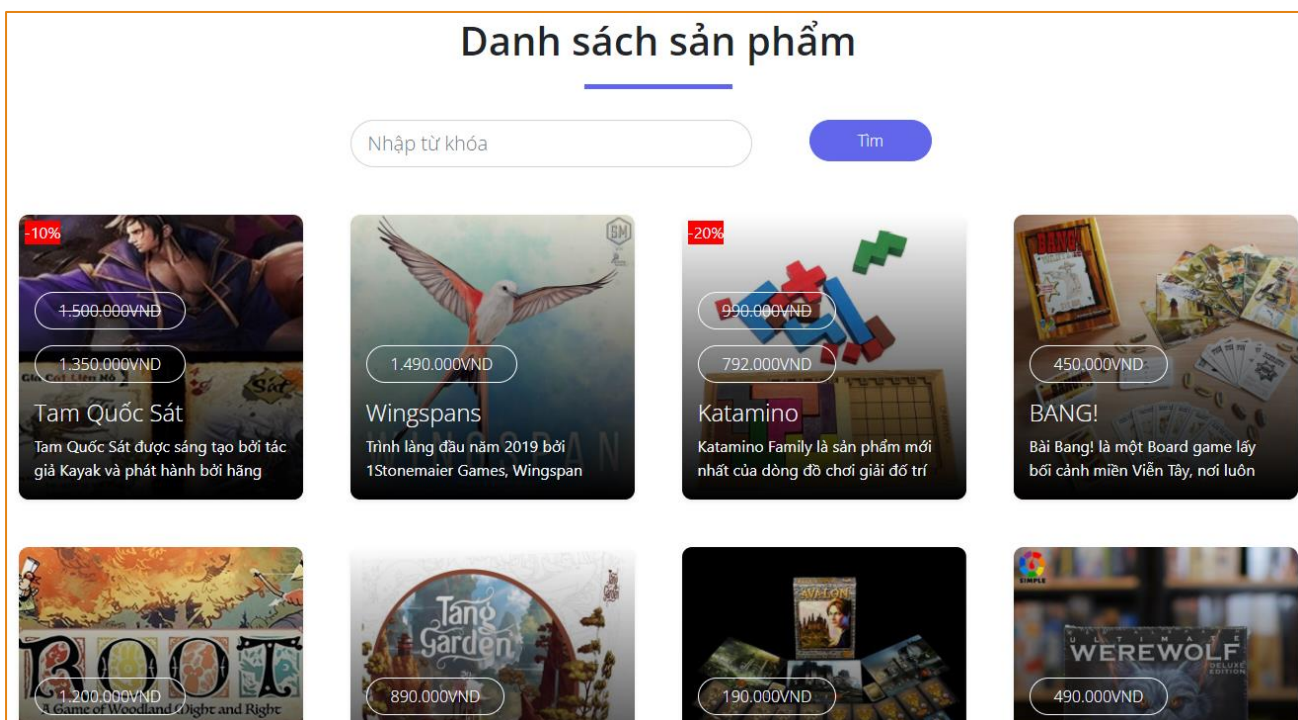 Danh sách sản phẩm
Nhập từ khóa
Tìm
-10%
1.500.000VND
1.350.000VND
Tam Quốc Sát
Tam Quốc Sát được sáng tạo bởi tác
giả Kayak và phát hành bởi hãng
1.490.000VND
Wingspans
Trình làng đầu năm 2019 bởi
1Stonemaier Games, Wingspan
-20%
990.000VND
792.000VND
Katamino
Katamino Family là sản phẩm mới
nhất của dòng đồ chơi giải đố trí
BANG!
450.000VND
BANG!
Bài Bang! là một Board game lấy
bối cảnh miền Viễn Tây, nơi luôn
ROOT
1.200.000VND
A Game of Woodland Might and Right
Tang
Garden
890.000VND
AVALON
190.000VND
SIMPLE
ULTIMATE
WEREWOLF
DELUXE
EDITION
490.000VND